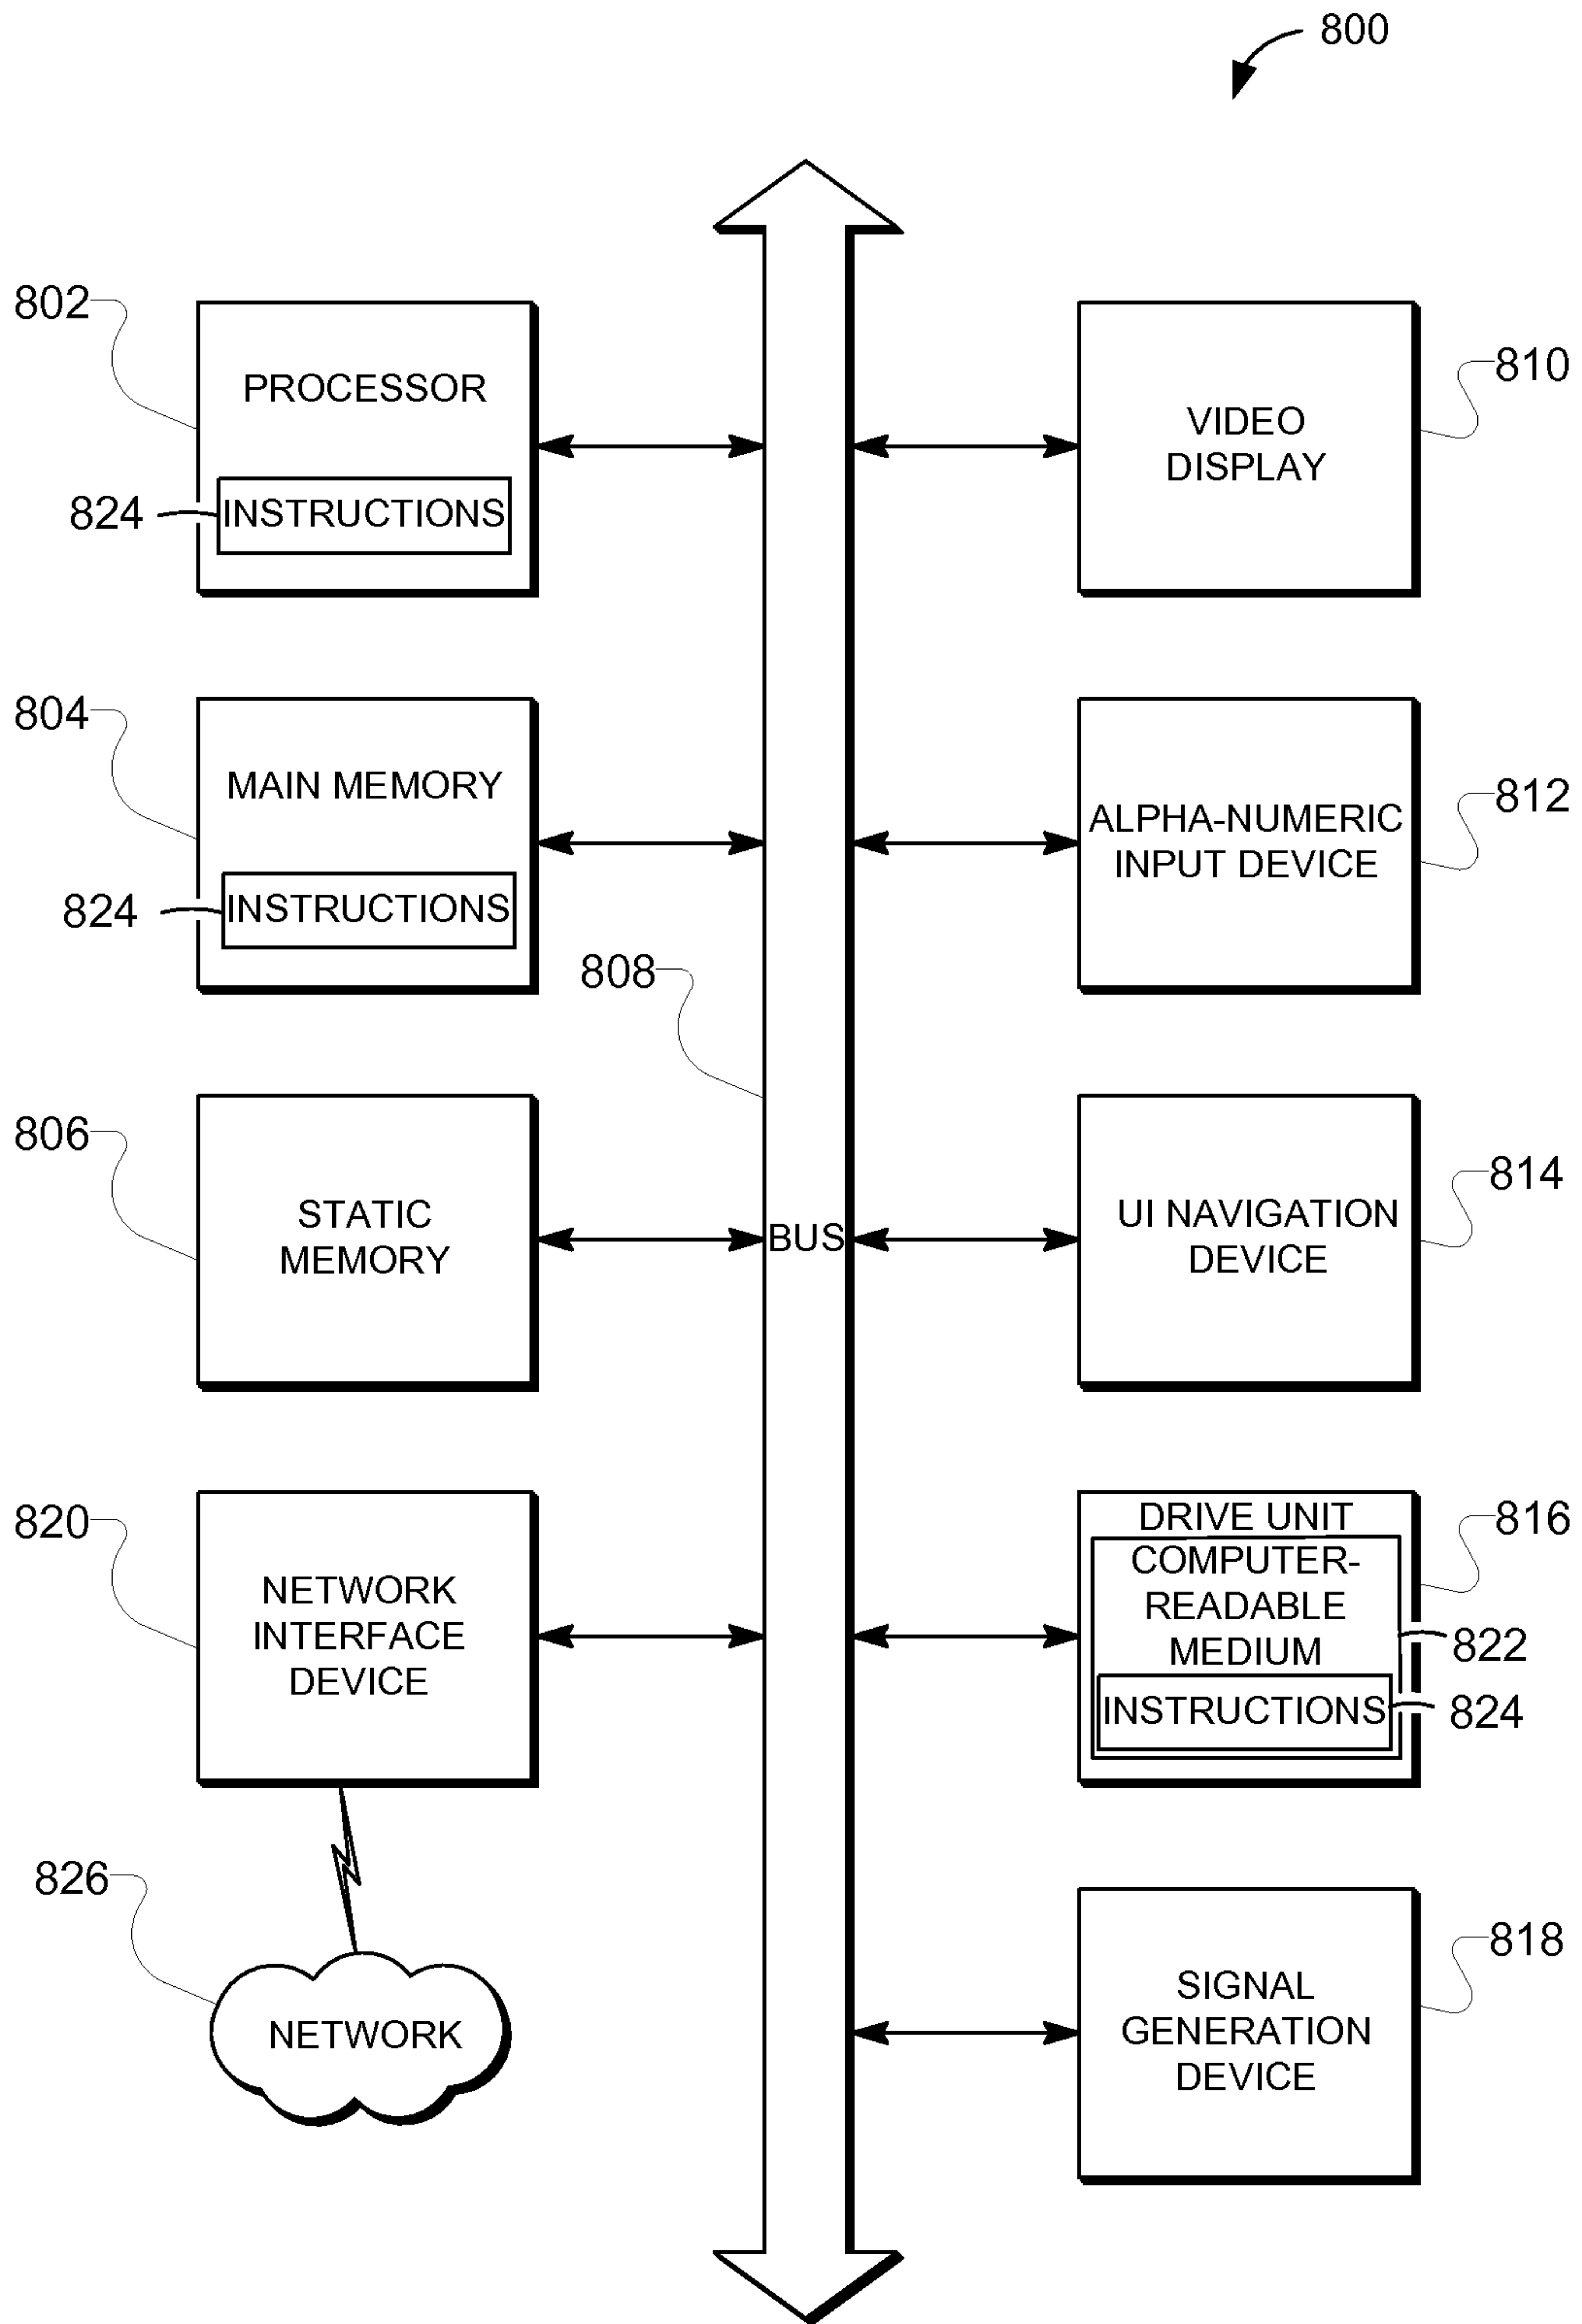 800
802
PROCESSOR
824
INSTRUCTIONS
810
VIDEO
DISPLAY
804
MAIN MEMORY
824
INSTRUCTIONS
812
ALPHA-NUMERIC
INPUT DEVICE
808
BUS
806
STATIC
MEMORY
814
UI NAVIGATION
DEVICE
820
NETWORK
INTERFACE
DEVICE
816
DRIVE UNIT
COMPUTER-
READABLE
MEDIUM
822
INSTRUCTIONS
824
826
NETWORK
818
SIGNAL
GENERATION
DEVICE